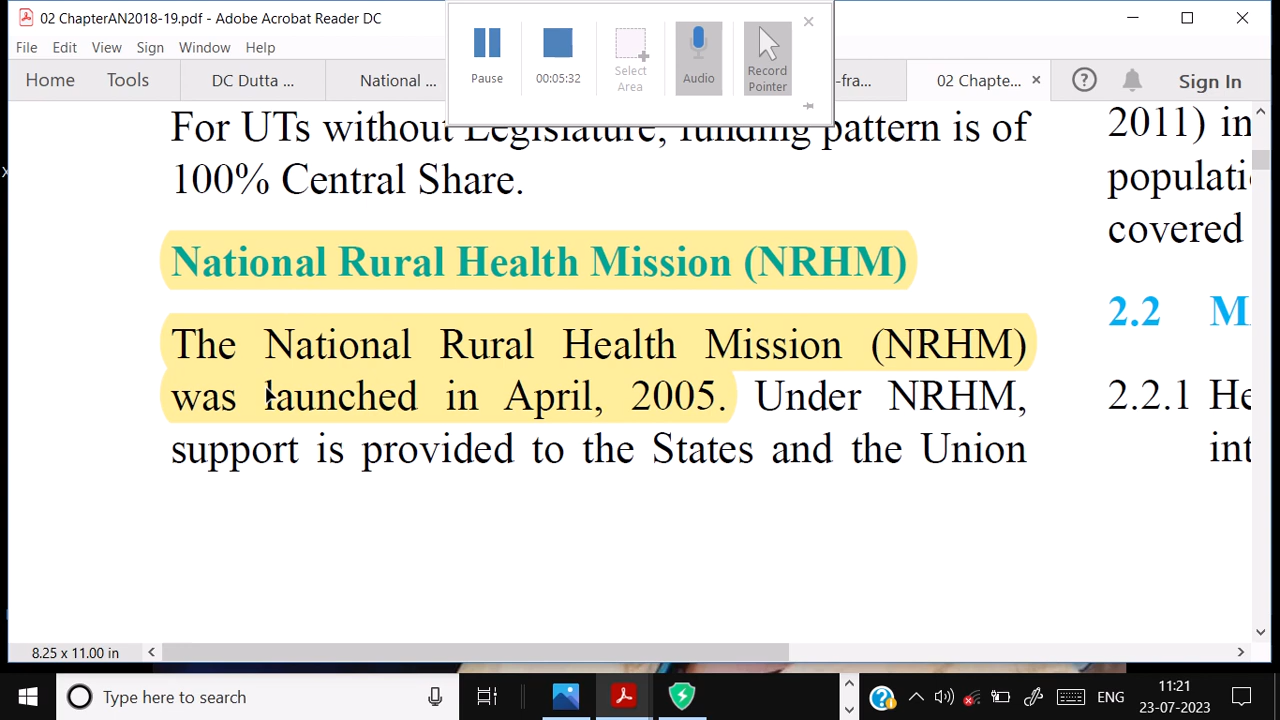 02 ChapterAN2018-19.pdf - Adobe Acrobat Reader DC
File Edit View Sign Window Help
Pause
00:05:32
Select Area
Audio
Record Pointer
Home Tools DC Dutta ... National ... -fra... 02 Chapte... Sign In
For UTs without Legislature, funding pattern is of
100% Central Share.
National Rural Health Mission (NRHM)
The National Rural Health Mission (NRHM)
was launched in April, 2005. Under NRHM,
support is provided to the States and the Union
2011) in
populati
covered
2.2 M
2.2.1 He
int
8.25 x 11.00 in
Type here to search
ENG
11:21
23-07-2023